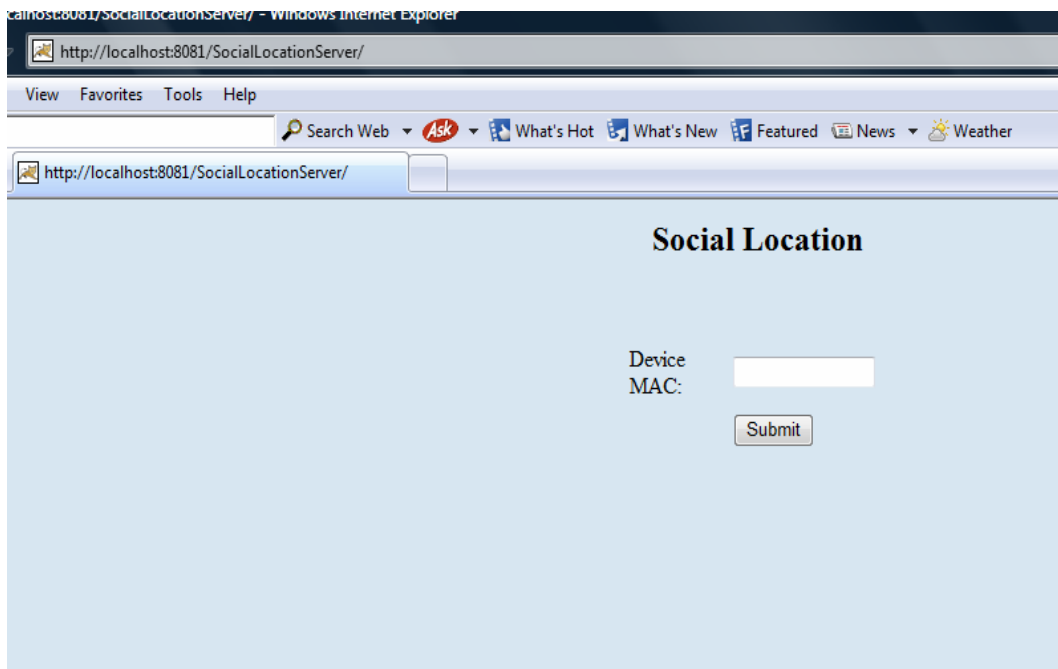 calhost:8081/SocialLocationServer/ - Windows Internet Explorer
http://localhost:8081/SocialLocationServer/
View Favorites Tools Help
Search Web Ask What's Hot What's New Featured News Weather
http://localhost:8081/SocialLocationServer/
Social Location
Device
MAC:
Submit